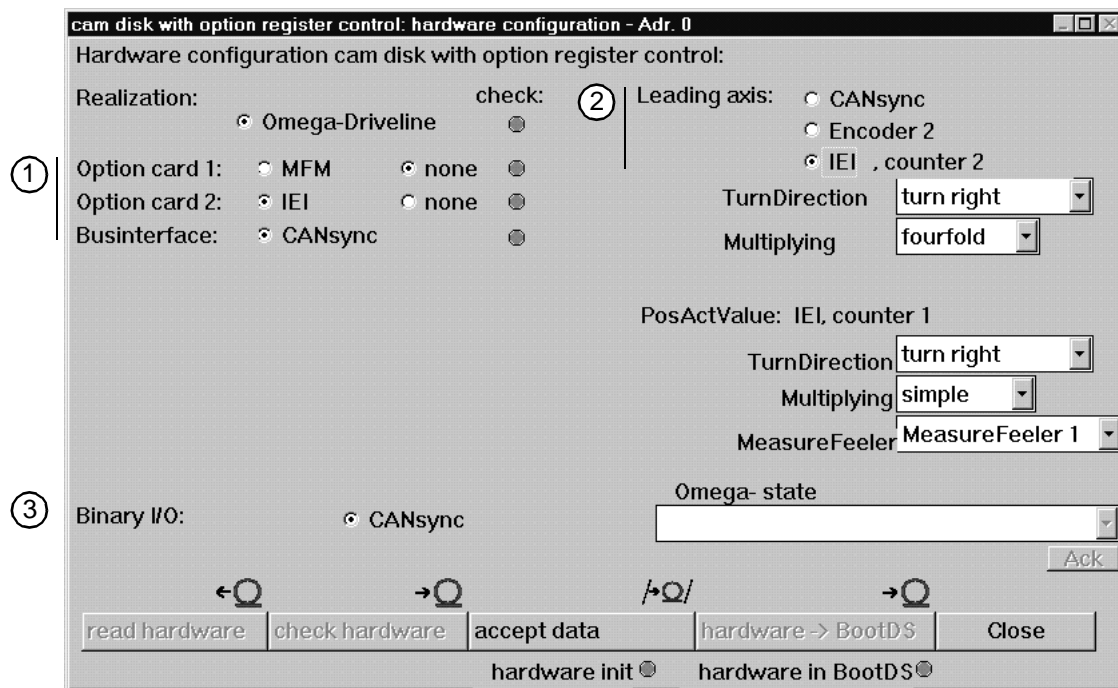 cam disk with option register control: hardware configuration - Adr. 0
Hardware configuration cam disk with option register control:
Realization:
check:
Omega-Driveline
1
Option card 1: MFM none
Option card 2: IEI none
Businterface: CANsync
2
Leading axis: CANsync
Encoder 2
IEI , counter 2
TurnDirection turn right
Multiplying fourfold
PosActValue: IEI, counter 1
TurnDirection turn right
Multiplying simple
MeasureFeeler MeasureFeeler 1
3
Binary I/O: CANsync
Omega- state
Ack
read hardware check hardware accept data hardware -> BootDS Close
hardware init hardware in BootDS